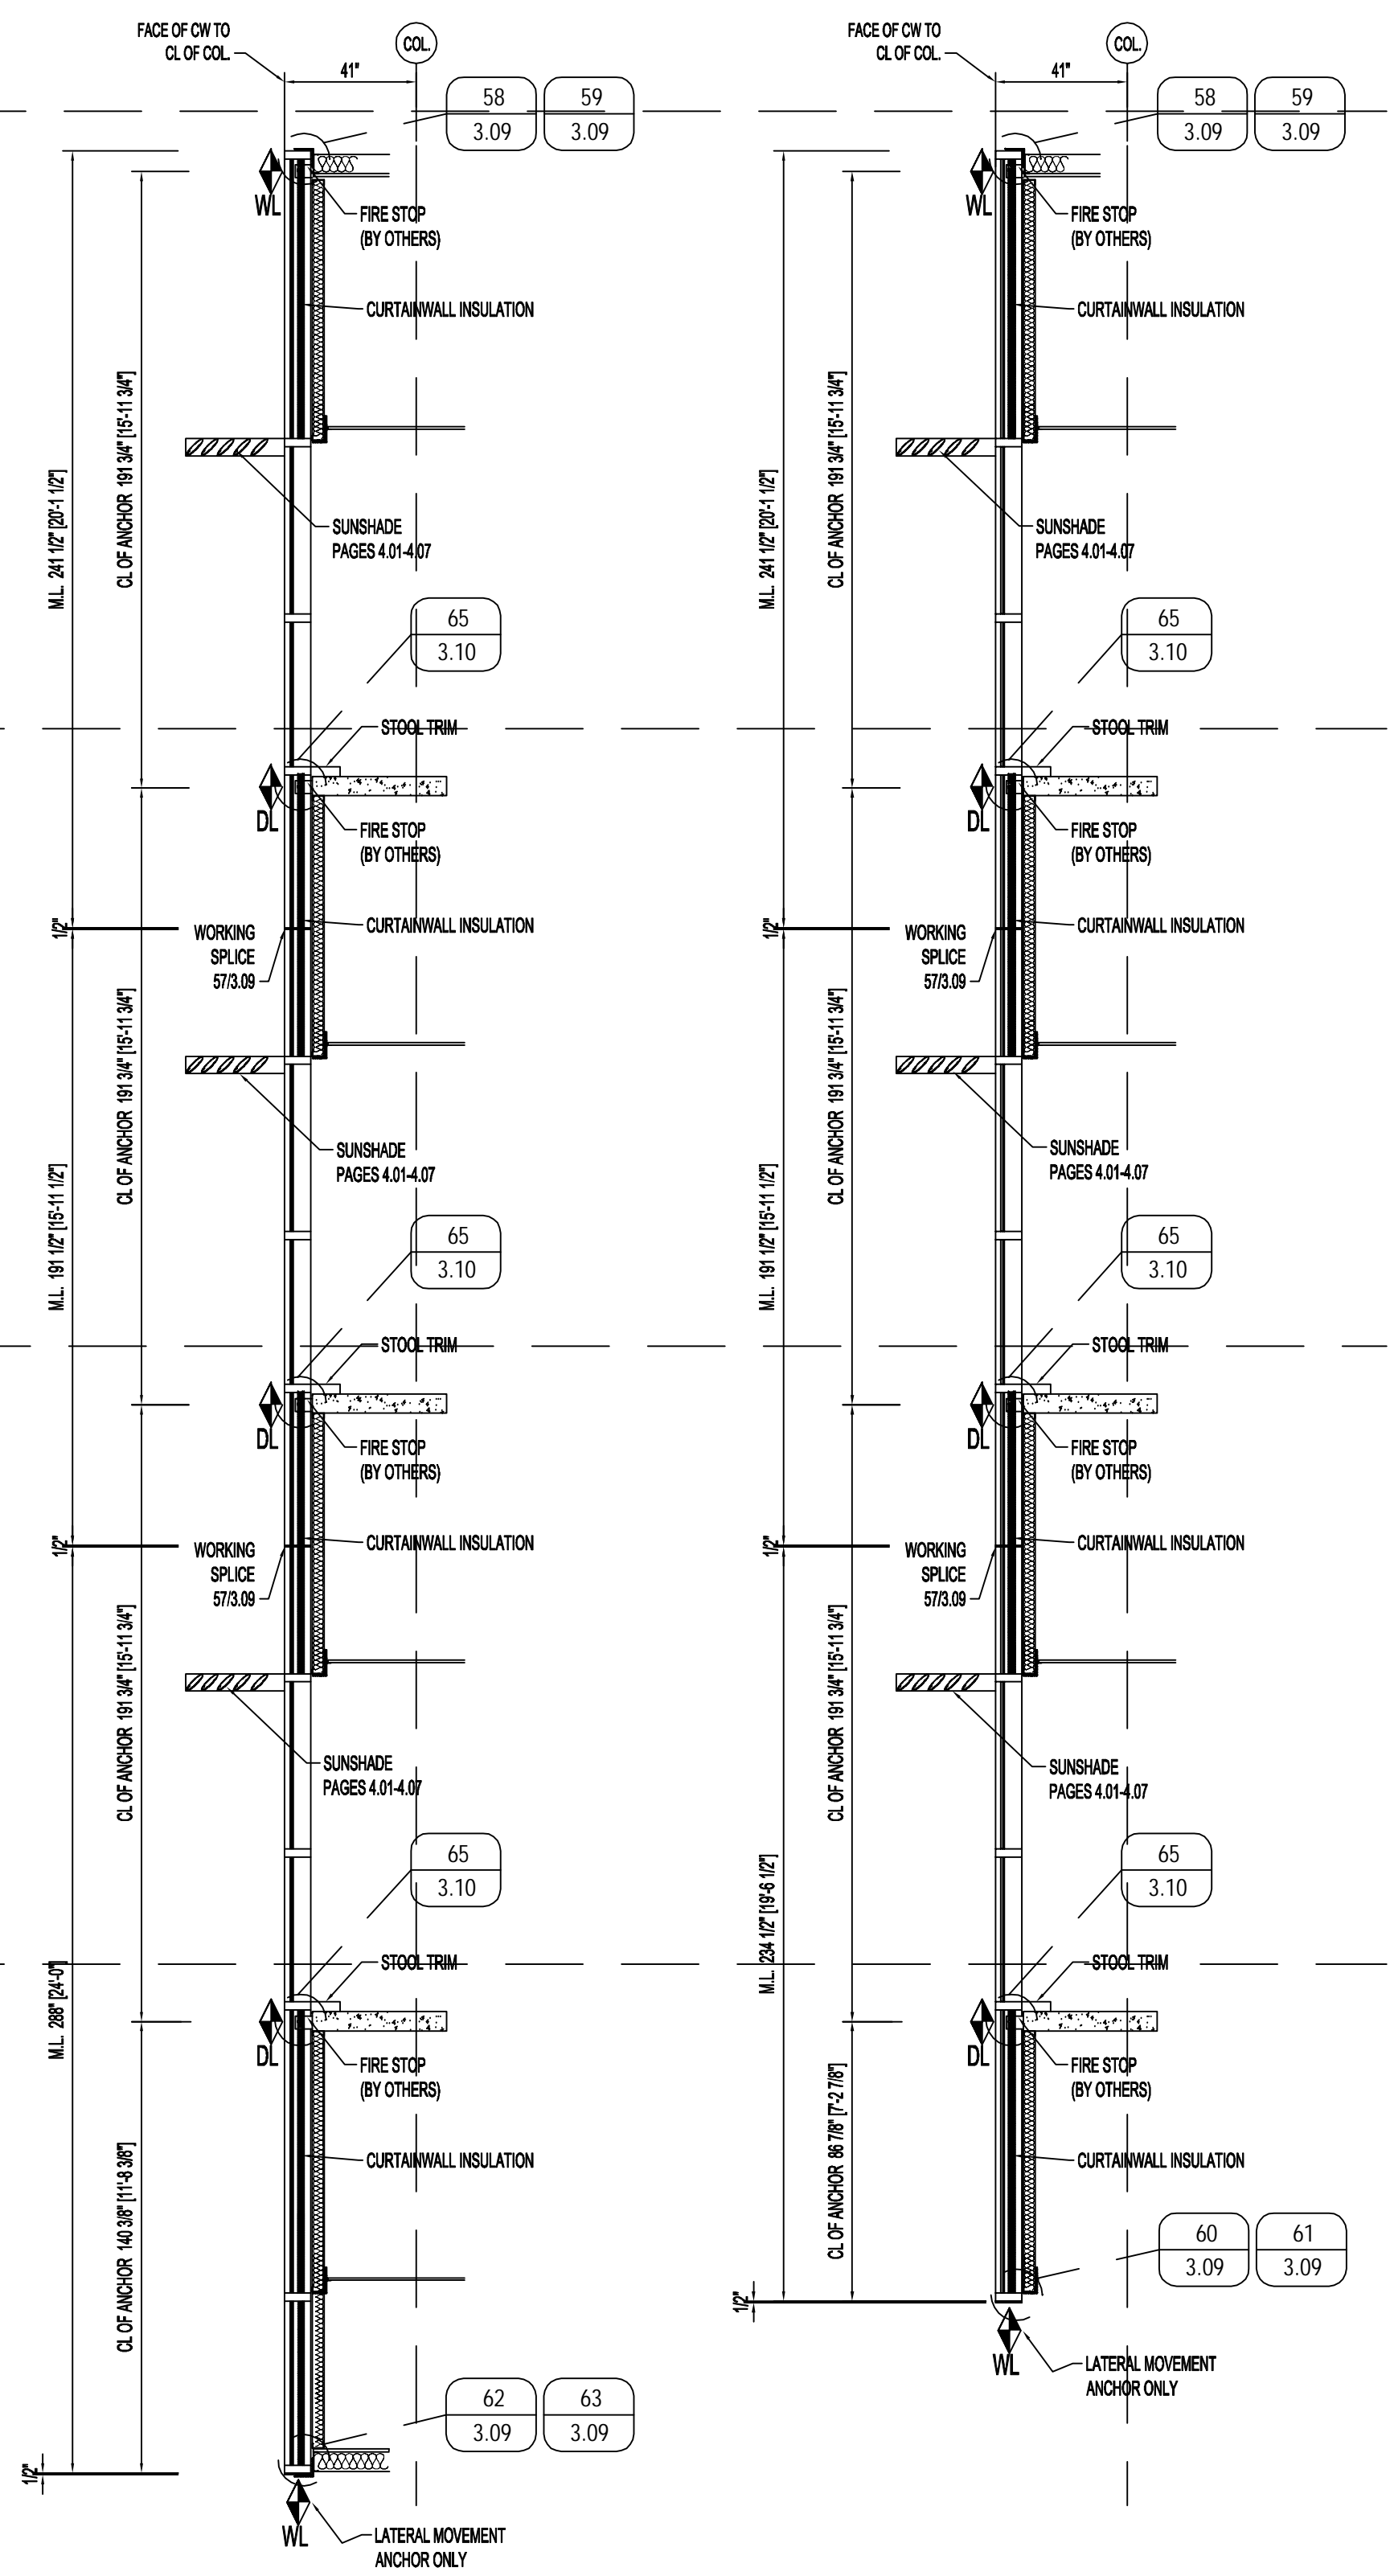 FACE OF CW TO
CL OF COL.
COL.
41"
58
3.09
59
3.09
WL
FIRE STOP
(BY OTHERS)
CURTAINWALL INSULATION
CL OF ANCHOR 191 3/4" [15'-11 3/4"]
M.L. 241 1/2" [20'-1 1/2"]
SUNSHADE
PAGES 4.01-4.07
65
3.10
STOOL TRIM
DL
FIRE STOP
(BY OTHERS)
1/2"
WORKING
SPLICE
57/3.09
CURTAINWALL INSULATION
CL OF ANCHOR 191 3/4" [15'-11 3/4"]
M.L. 191 1/2" [15'-11 1/2"]
SUNSHADE
PAGES 4.01-4.07
65
3.10
STOOL TRIM
DL
FIRE STOP
(BY OTHERS)
1/2"
WORKING
SPLICE
57/3.09
CURTAINWALL INSULATION
CL OF ANCHOR 191 3/4" [15'-11 3/4"]
SUNSHADE
PAGES 4.01-4.07
65
3.10
M.L. 288" [24'-0"]
STOOL TRIM
DL
FIRE STOP
(BY OTHERS)
CURTAINWALL INSULATION
CL OF ANCHOR 140 3/8" [11'-8 3/8"]
62
3.09
63
3.09
1/2"
WL
LATERAL MOVEMENT
ANCHOR ONLY
FACE OF CW TO
CL OF COL.
COL.
41"
58
3.09
59
3.09
WL
FIRE STOP
(BY OTHERS)
CURTAINWALL INSULATION
CL OF ANCHOR 191 3/4" [15'-11 3/4"]
M.L. 241 1/2" [20'-1 1/2"]
SUNSHADE
PAGES 4.01-4.07
65
3.10
STOOL TRIM
DL
FIRE STOP
(BY OTHERS)
1/2"
WORKING
SPLICE
57/3.09
CURTAINWALL INSULATION
CL OF ANCHOR 191 3/4" [15'-11 3/4"]
M.L. 191 1/2" [15'-11 1/2"]
SUNSHADE
PAGES 4.01-4.07
65
3.10
STOOL TRIM
DL
FIRE STOP
(BY OTHERS)
1/2"
WORKING
SPLICE
57/3.09
CURTAINWALL INSULATION
CL OF ANCHOR 191 3/4" [15'-11 3/4"]
SUNSHADE
PAGES 4.01-4.07
65
3.10
M.L. 234 1/2" [19'-6 1/2"]
STOOL TRIM
DL
FIRE STOP
(BY OTHERS)
CURTAINWALL INSULATION
CL OF ANCHOR 86 7/8" [7'-2 7/8"]
60
3.09
61
3.09
1/2"
WL
LATERAL MOVEMENT
ANCHOR ONLY